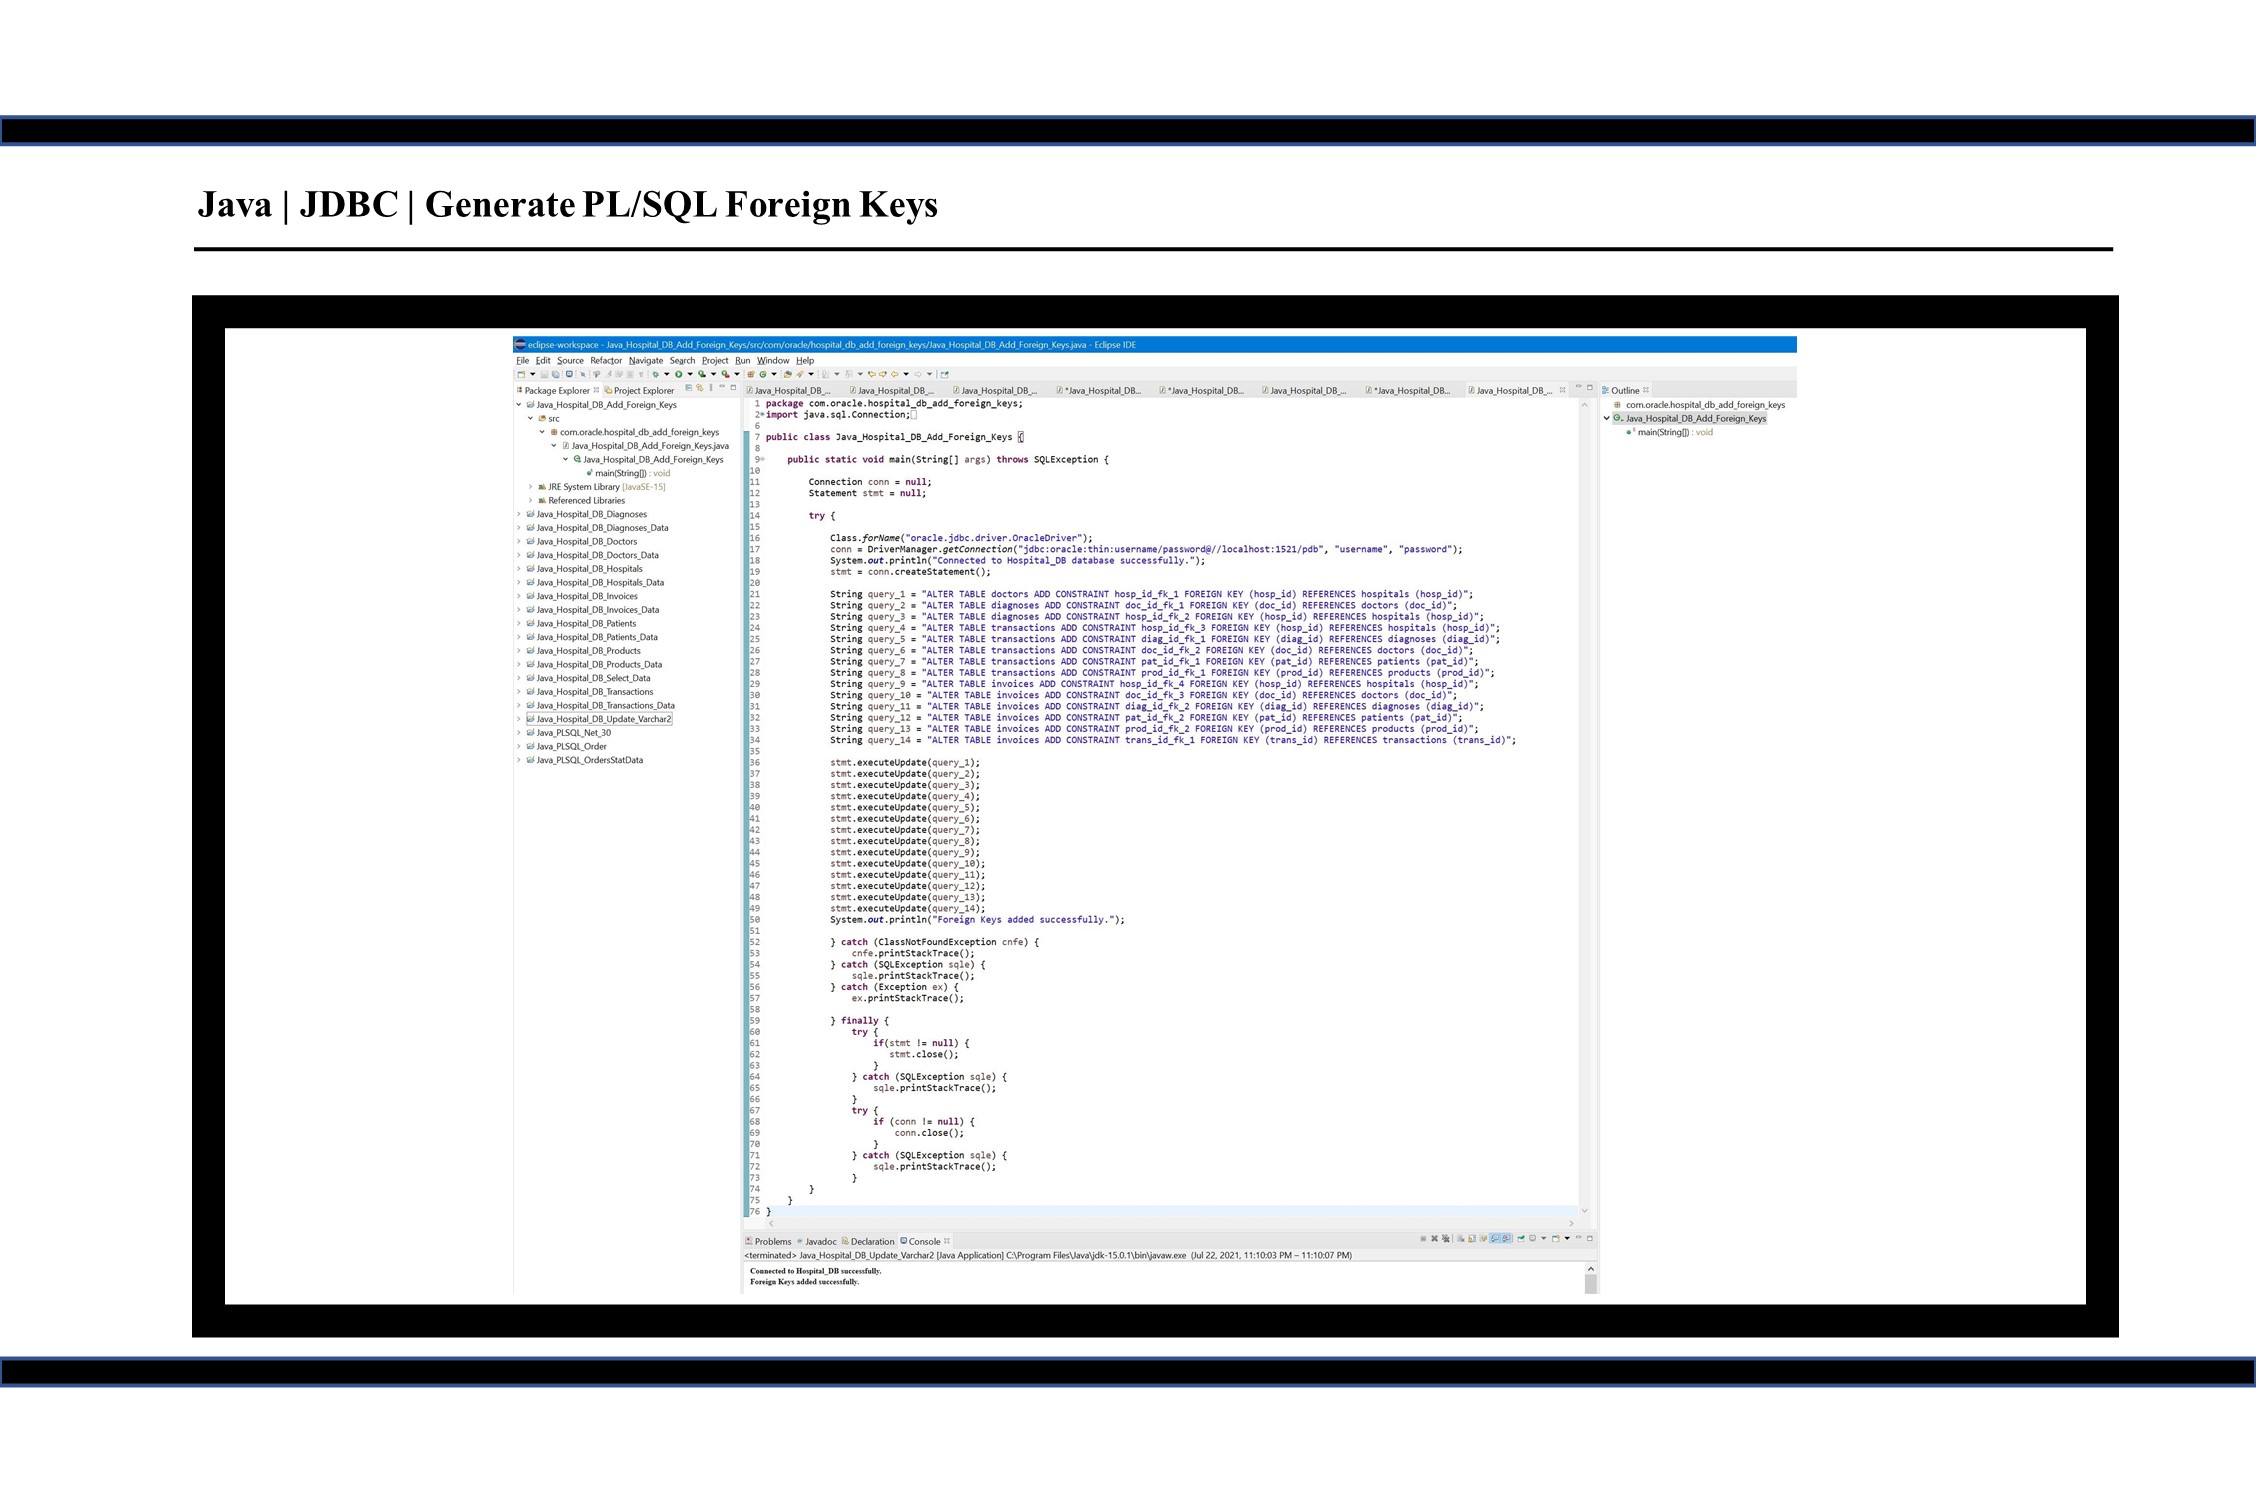 Java | JDBC | Generate PL/SQL Foreign Keys
eclipse-workspace - Java_Hospital_DB_Add_Foreign_Keys/src/com/oracle/hospital_db_add_foreign_keys/Java_Hospital_DB_Add_Foreign_Keys.java - Eclipse IDE
File Edit Source Refactor Navigate Search Project Run Window Help
Package Explorer Project Explorer
Java_Hospital_DB_Add_Foreign_Keys
src
com.oracle.hospital_db_add_foreign_keys
Java_Hospital_DB_Add_Foreign_Keys.java
Java_Hospital_DB_Add_Foreign_Keys
main(String[]) : void
JRE System Library [JavaSE-15]
Referenced Libraries
Java_Hospital_DB_Diagnoses
Java_Hospital_DB_Diagnoses_Data
Java_Hospital_DB_Doctors
Java_Hospital_DB_Doctors_Data
Java_Hospital_DB_Hospitals
Java_Hospital_DB_Hospitals_Data
Java_Hospital_DB_Invoices
Java_Hospital_DB_Invoices_Data
Java_Hospital_DB_Patients
Java_Hospital_DB_Patients_Data
Java_Hospital_DB_Products
Java_Hospital_DB_Products_Data
Java_Hospital_DB_Select_Data
Java_Hospital_DB_Transactions
Java_Hospital_DB_Transactions_Data
Java_Hospital_DB_Update_Varchar2
Java_PLSQL_Net_30
Java_PLSQL_Order
Java_PLSQL_OrdersStatData
Java_Hospital_DB_... Java_Hospital_DB_... Java_Hospital_DB_... *Java_Hospital_DB... *Java_Hospital_DB... Java_Hospital_DB_... *Java_Hospital_DB... Java_Hospital_DB_...
1 package com.oracle.hospital_db_add_foreign_keys;
2 import java.sql.Connection;
6
7 public class Java_Hospital_DB_Add_Foreign_Keys {
8
9 public static void main(String[] args) throws SQLException {
10
11 Connection conn = null;
12 Statement stmt = null;
13
14 try {
15
16 Class.forName("oracle.jdbc.driver.OracleDriver");
17 conn = DriverManager.getConnection("jdbc:oracle:thin:username/password@//localhost:1521/pdb", "username", "password");
18 System.out.println("Connected to Hospital_DB database successfully.");
19 stmt = conn.createStatement();
20
21 String query_1 = "ALTER TABLE doctors ADD CONSTRAINT hosp_id_fk_1 FOREIGN KEY (hosp_id) REFERENCES hospitals (hosp_id)";
22 String query_2 = "ALTER TABLE diagnoses ADD CONSTRAINT doc_id_fk_1 FOREIGN KEY (doc_id) REFERENCES doctors (doc_id)";
23 String query_3 = "ALTER TABLE diagnoses ADD CONSTRAINT hosp_id_fk_2 FOREIGN KEY (hosp_id) REFERENCES hospitals (hosp_id)";
24 String query_4 = "ALTER TABLE transactions ADD CONSTRAINT hosp_id_fk_3 FOREIGN KEY (hosp_id) REFERENCES hospitals (hosp_id)";
25 String query_5 = "ALTER TABLE transactions ADD CONSTRAINT diag_id_fk_1 FOREIGN KEY (diag_id) REFERENCES diagnoses (diag_id)";
26 String query_6 = "ALTER TABLE transactions ADD CONSTRAINT doc_id_fk_2 FOREIGN KEY (doc_id) REFERENCES doctors (doc_id)";
27 String query_7 = "ALTER TABLE transactions ADD CONSTRAINT pat_id_fk_1 FOREIGN KEY (pat_id) REFERENCES patients (pat_id)";
28 String query_8 = "ALTER TABLE transactions ADD CONSTRAINT prod_id_fk_1 FOREIGN KEY (prod_id) REFERENCES products (prod_id)";
29 String query_9 = "ALTER TABLE invoices ADD CONSTRAINT hosp_id_fk_4 FOREIGN KEY (hosp_id) REFERENCES hospitals (hosp_id)";
30 String query_10 = "ALTER TABLE invoices ADD CONSTRAINT doc_id_fk_3 FOREIGN KEY (doc_id) REFERENCES doctors (doc_id)";
31 String query_11 = "ALTER TABLE invoices ADD CONSTRAINT diag_id_fk_2 FOREIGN KEY (diag_id) REFERENCES diagnoses (diag_id)";
32 String query_12 = "ALTER TABLE invoices ADD CONSTRAINT pat_id_fk_2 FOREIGN KEY (pat_id) REFERENCES patients (pat_id)";
33 String query_13 = "ALTER TABLE invoices ADD CONSTRAINT prod_id_fk_2 FOREIGN KEY (prod_id) REFERENCES products (prod_id)";
34 String query_14 = "ALTER TABLE invoices ADD CONSTRAINT trans_id_fk_1 FOREIGN KEY (trans_id) REFERENCES transactions (trans_id)";
35
36 stmt.executeUpdate(query_1);
37 stmt.executeUpdate(query_2);
38 stmt.executeUpdate(query_3);
39 stmt.executeUpdate(query_4);
40 stmt.executeUpdate(query_5);
41 stmt.executeUpdate(query_6);
42 stmt.executeUpdate(query_7);
43 stmt.executeUpdate(query_8);
44 stmt.executeUpdate(query_9);
45 stmt.executeUpdate(query_10);
46 stmt.executeUpdate(query_11);
47 stmt.executeUpdate(query_12);
48 stmt.executeUpdate(query_13);
49 stmt.executeUpdate(query_14);
50 System.out.println("Foreign Keys added successfully.");
51
52 } catch (ClassNotFoundException cnfe) {
53 cnfe.printStackTrace();
54 } catch (SQLException sqle) {
55 sqle.printStackTrace();
56 } catch (Exception ex) {
57 ex.printStackTrace();
58
59 } finally {
60 try {
61 if(stmt != null) {
62 stmt.close();
63 }
64 } catch (SQLException sqle) {
65 sqle.printStackTrace();
66 }
67 try {
68 if (conn != null) {
69 conn.close();
70 }
71 } catch (SQLException sqle) {
72 sqle.printStackTrace();
73 }
74 }
75 }
76 }
Outline
com.oracle.hospital_db_add_foreign_keys
Java_Hospital_DB_Add_Foreign_Keys
main(String[]) : void
Problems Javadoc Declaration Console
<terminated> Java_Hospital_DB_Update_Varchar2 [Java Application] C:\Program Files\Java\jdk-15.0.1\bin\javaw.exe (Jul 22, 2021, 11:10:03 PM – 11:10:07 PM)
Connected to Hospital_DB successfully.
Foreign Keys added successfully.